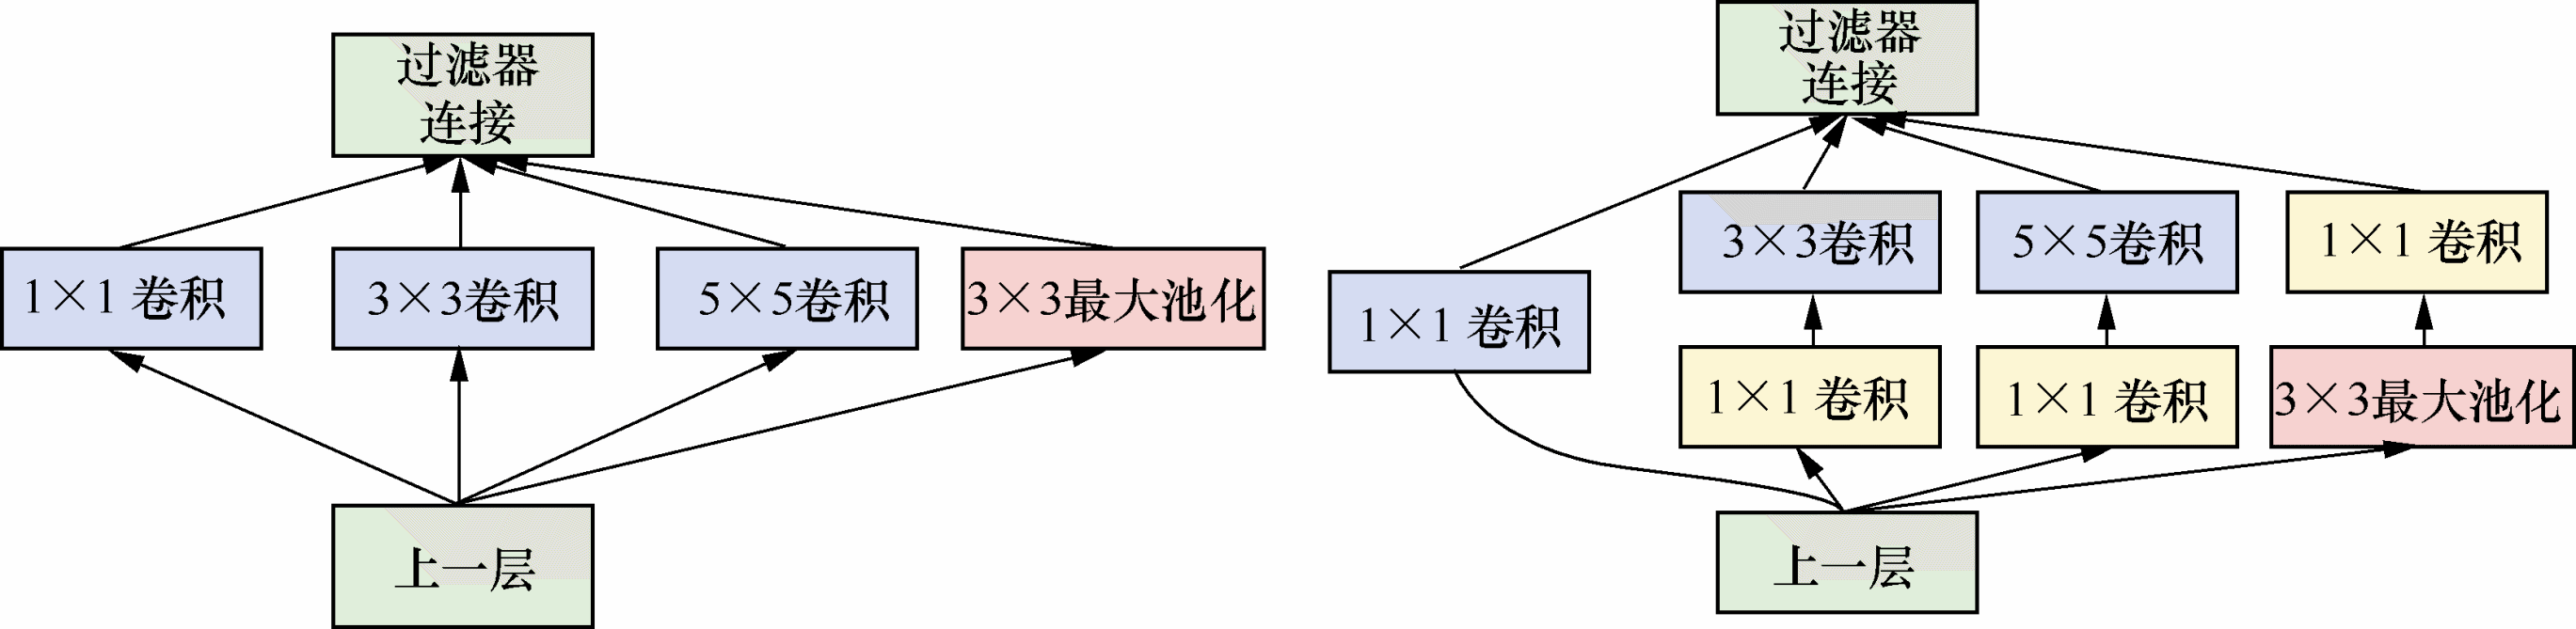 过滤器
连接
1×1 卷积
3×3卷积
5×5卷积
3×3最大池化
上一层
过滤器
连接
3×3卷积
5×5卷积
1×1 卷积
1×1 卷积
1×1 卷积
1×1 卷积
3×3最大池化
上一层